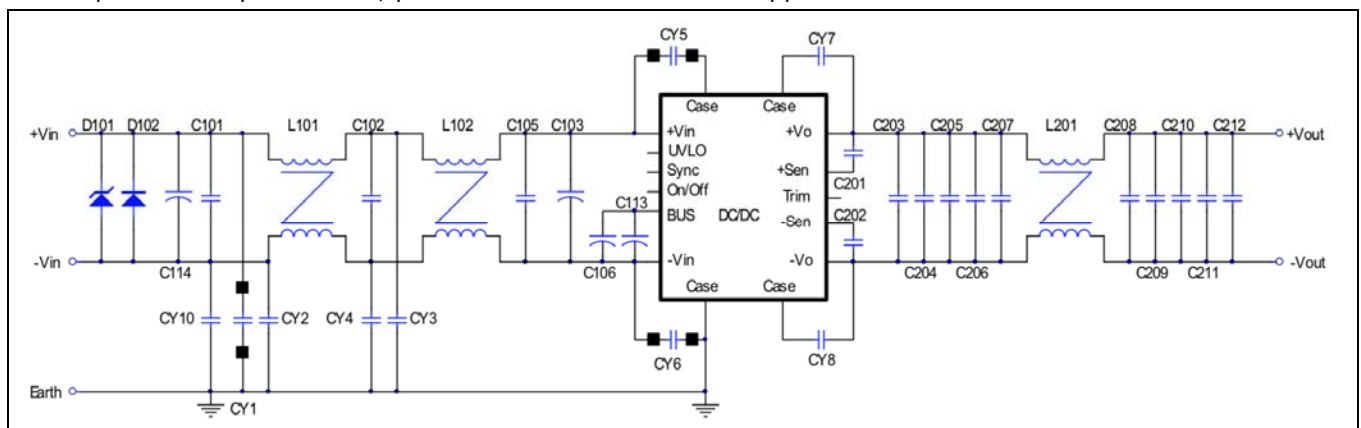 CY5
CY7
Case Case
D101 D102 C101 L101 C102 L102 C105 C103
+Vin
+Vin +Vo
C203 C205 C207 L201 C208 C210 C212
+Vout
UVLO
Sync +Sen
C201
On/Off Trim
C113
BUS DC/DC -Sen
C202
-Vin
C114
C106
-Vin -Vo
C204 C206 C209 C211
-Vout
Case Case
CY10 CY2 CY4 CY3
CY6 CY8
Earth
CY1